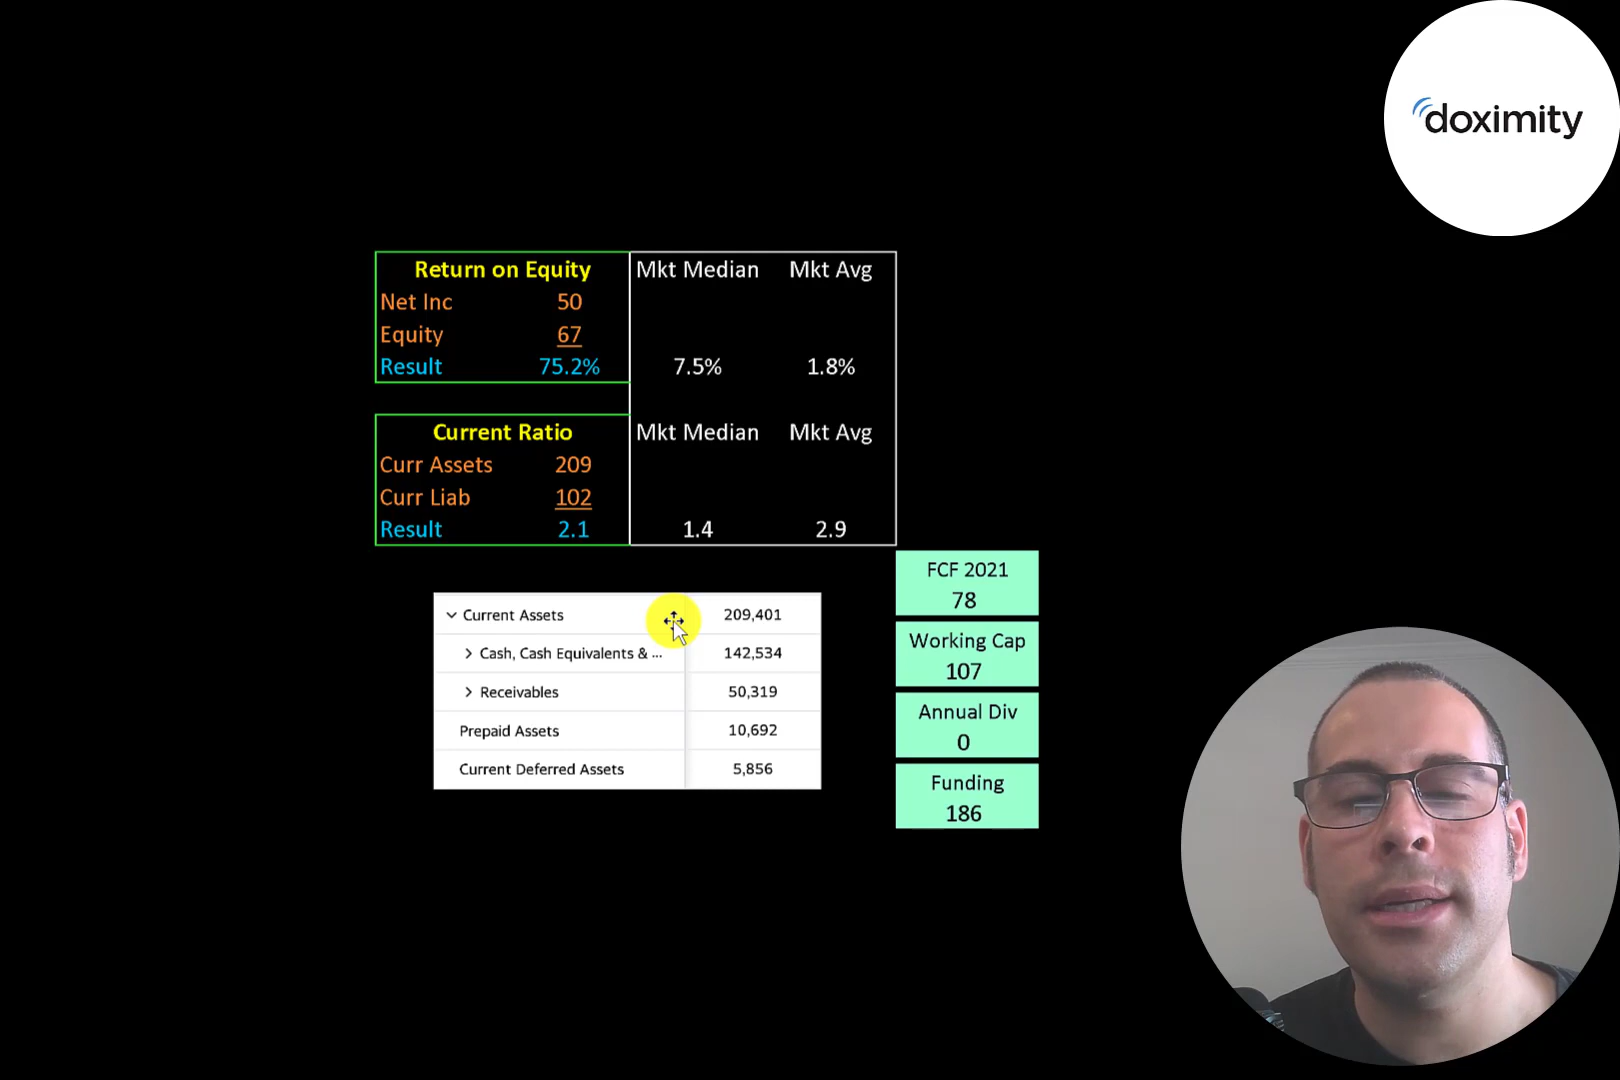 doximity
Return on Equity Mkt Median Mkt Avg
Net Inc 50
Equity 67
Result 75.2% 7.5% 1.8%
Current Ratio Mkt Median Mkt Avg
Curr Assets 209
Curr Liab 102
Result 2.1 1.4 2.9
Current Assets 209,401
Cash, Cash Equivalents & ... 142,534
Receivables 50,319
Prepaid Assets 10,692
Current Deferred Assets 5,856
FCF 2021
78
Working Cap
107
Annual Div
0
Funding
186